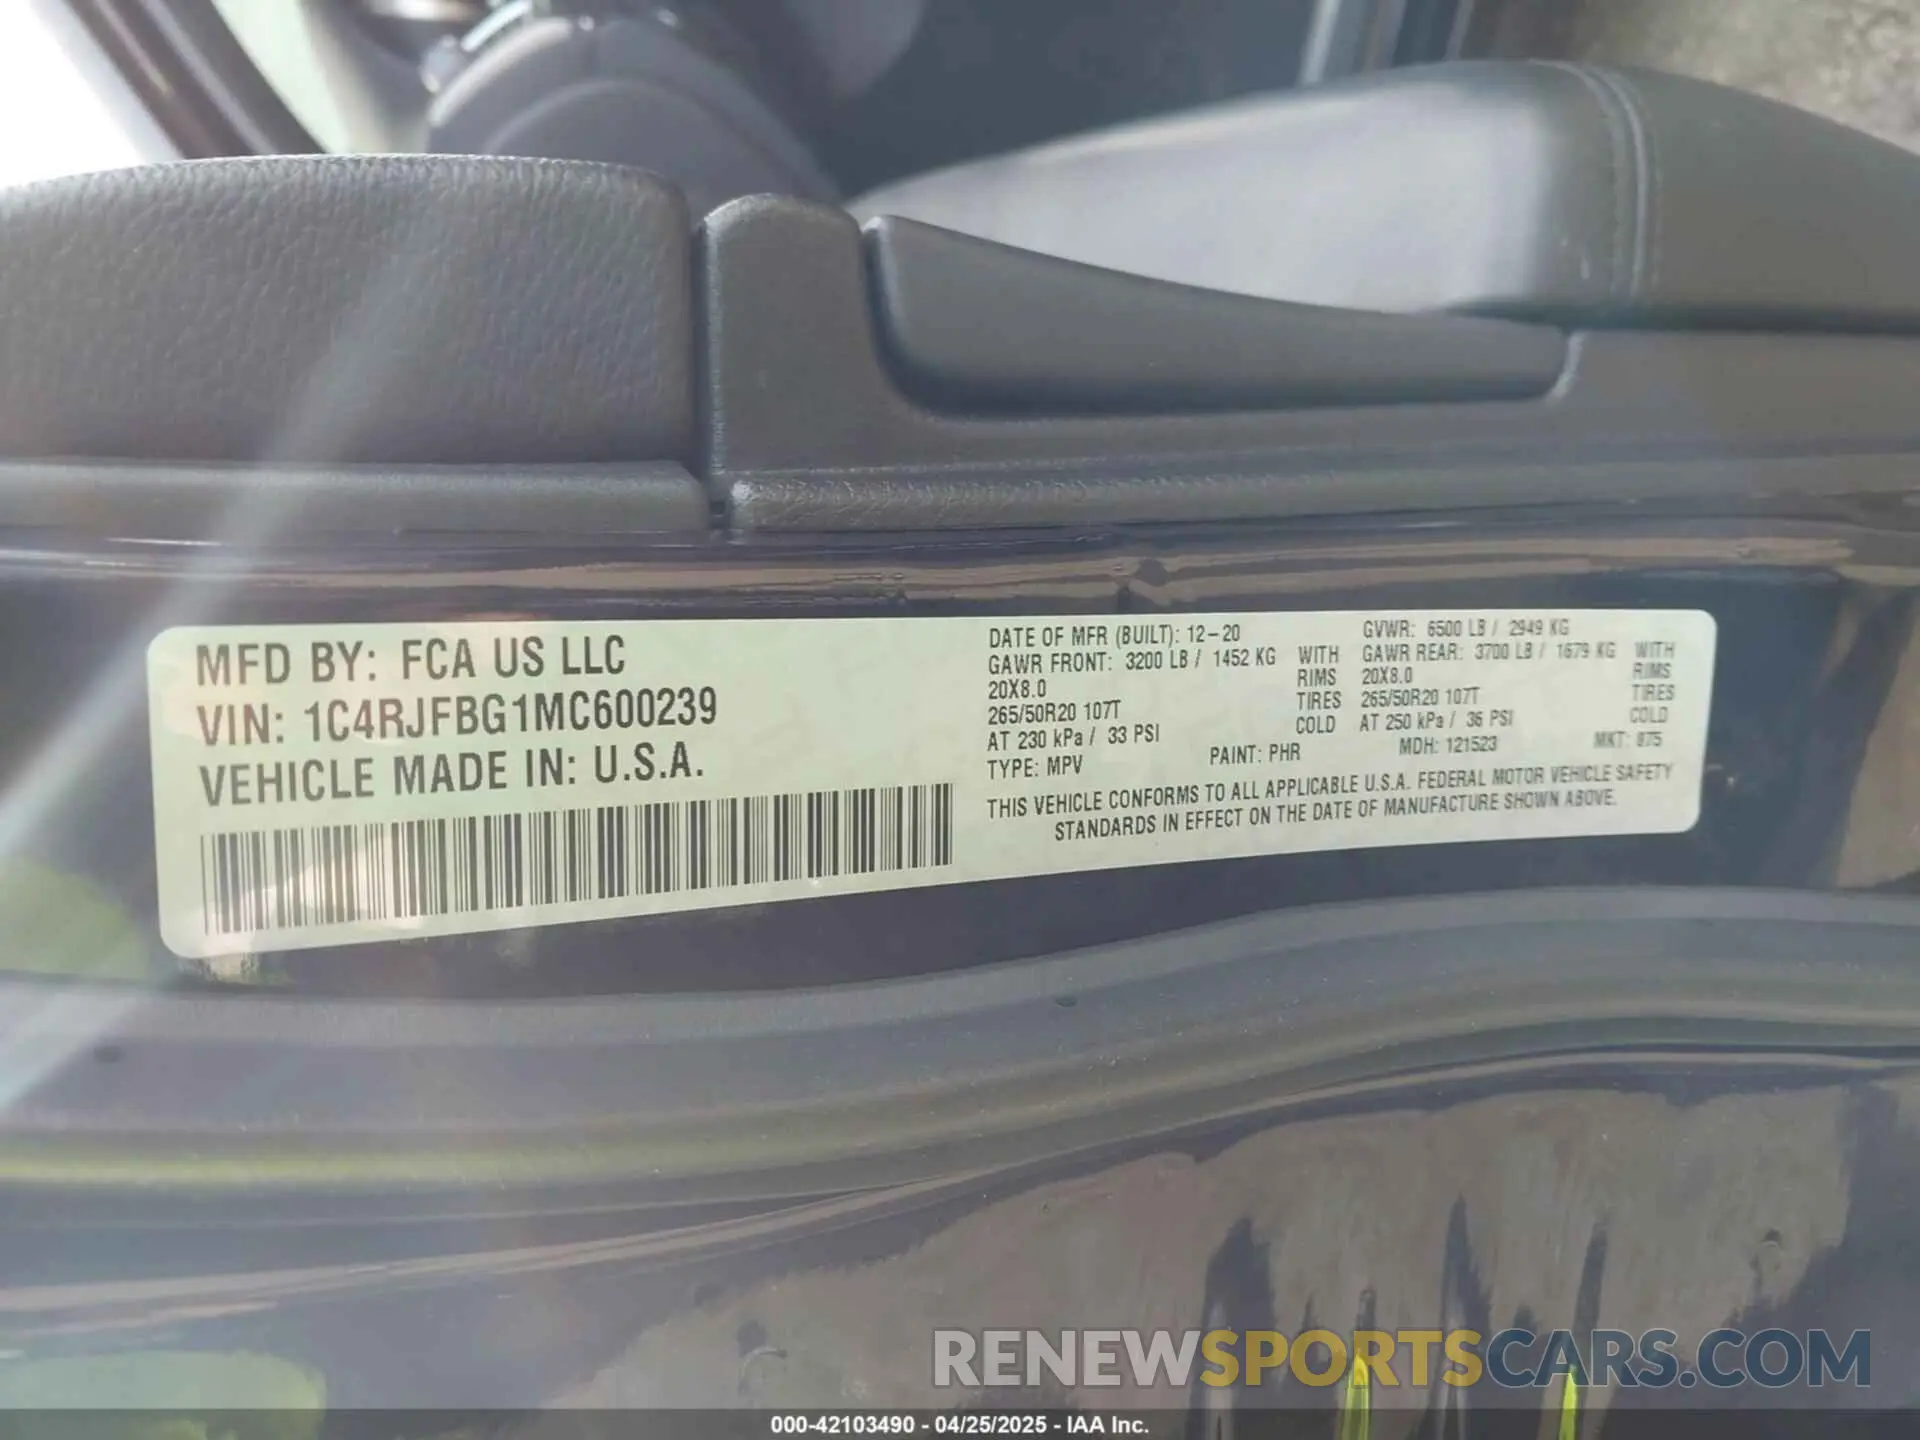 MFD BY: FCA US LLC
VIN: 1C4RJFBG1MC600239
VEHICLE MADE IN: U.S.A.
DATE OF MFR (BUILT): 12-20 GVWR: 6500 LB / 2949 KG
GAWR FRONT: 3200 LB / 1452 KG WITH GAWR REAR: 3700 LB / 1679 KG WITH
20X8.0 RIMS 20X8.0 RIMS
265/50R20 107T TIRES 265/50R20 107T TIRES
AT 230 kPa / 33 PSI COLD AT 250 kPa / 36 PSI COLD
TYPE: MPV PAINT: PHR MDH: 121523 MKT: 875
THIS VEHICLE CONFORMS TO ALL APPLICABLE U.S.A. FEDERAL MOTOR VEHICLE SAFETY
STANDARDS IN EFFECT ON THE DATE OF MANUFACTURE SHOWN ABOVE.
RENEWSPORTSCARS.COM
000-42103490 - 04/25/2025 - IAA Inc.